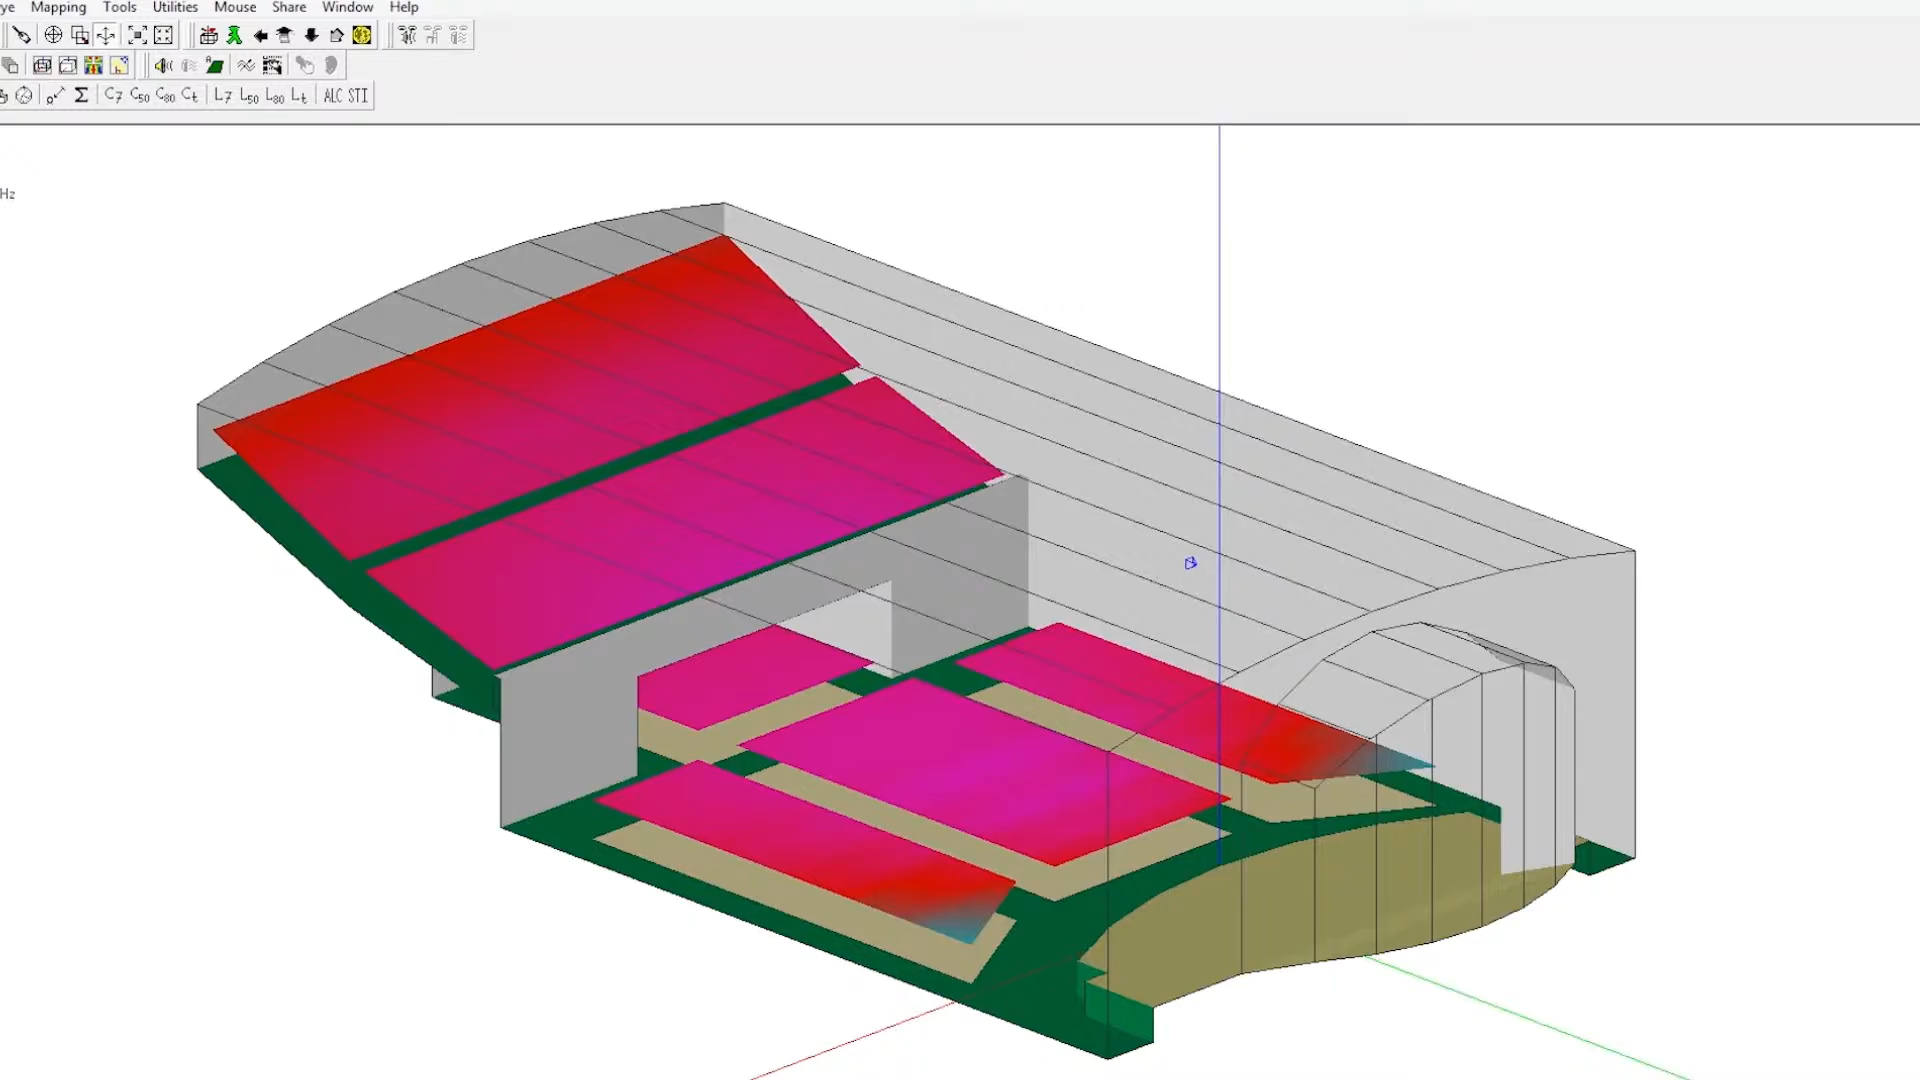 ye Mapping Tools Utilities Mouse Share Window Help
C7 C50 C80 Ct L7 L50 L80 Lt ALC STI
Hz